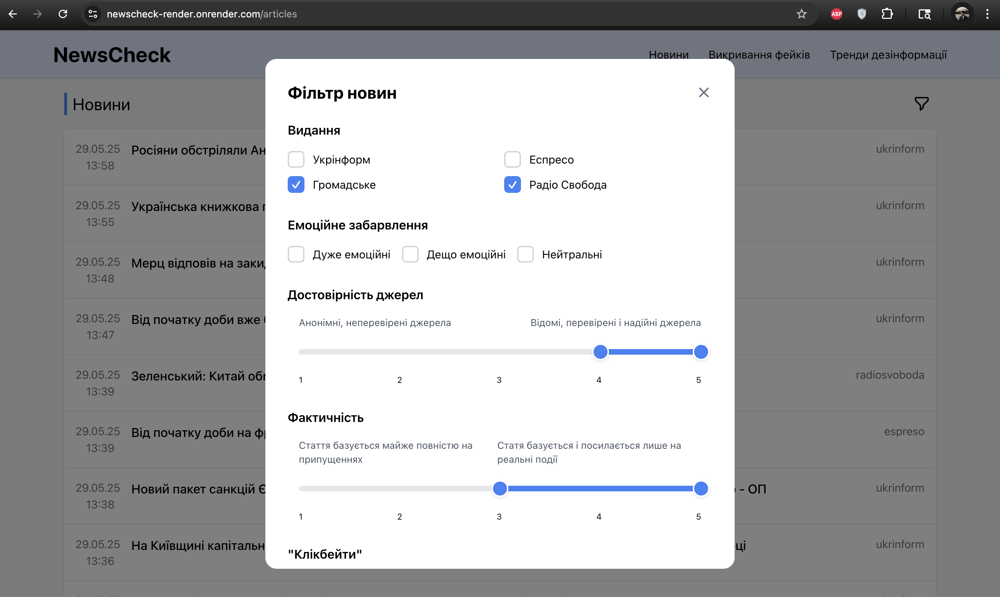 newscheck-render.onrender.com/articles
ABP
NewsCheck
Новини Викривання фейків Тренди дезінформації
Новини
29.05.25 Росіяни обстріляли Ан ukrinform
13:58
29.05.25 Українська книжкова ukrinform
13:55
29.05.25 Мерц відповів на заки ukrinform
13:48
29.05.25 Від початку доби вже ukrinform
13:47
29.05.25 Зеленський: Китай об radiosvoboda
13:39
29.05.25 Від початку доби на ф espreso
13:39
29.05.25 Новий пакет санкцій Є - ОП ukrinform
13:38
29.05.25 На Київщині капітальн ці ukrinform
13:36
Фільтр новин
Видання
Укрінформ Еспресо
Громадське Радіо Свобода
Емоційне забарвлення
Дуже емоційні Дещо емоційні Нейтральні
Достовірність джерел
Анонімні, неперевірені джерела Відомі, перевірені і надійні джерела
1 2 3 4 5
Фактичність
Стаття базується майже повністю на Статя базується і посилається лише на
припущеннях реальні події
1 2 3 4 5
"Клікбейти"